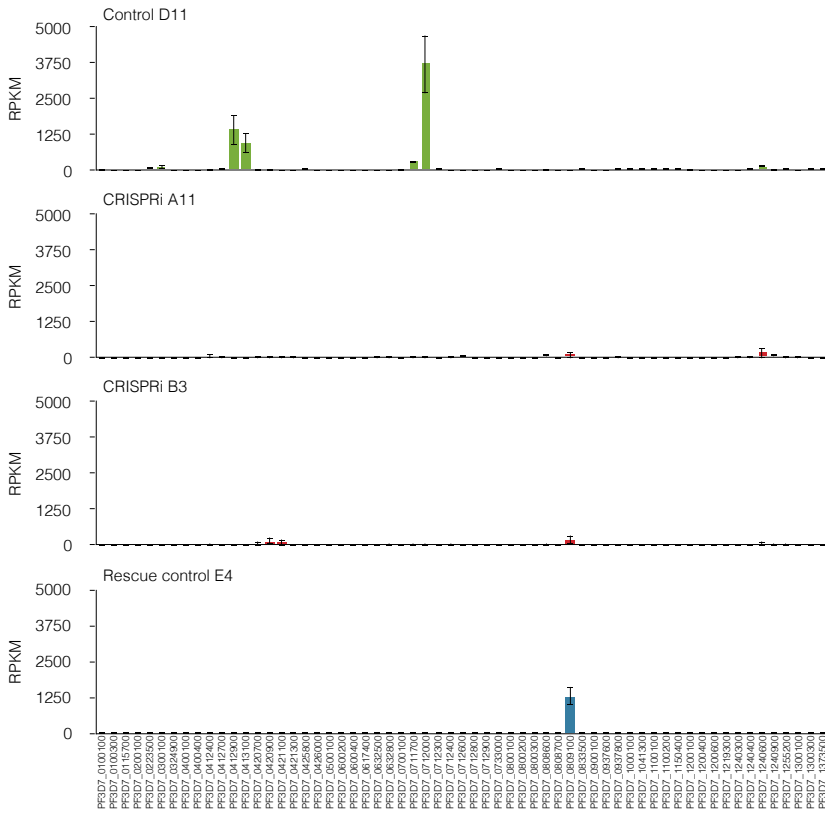 Control D11
5000
3750
2500
1250
0
RPKM
CRISPRi A11
5000
3750
2500
1250
0
RPKM
CRISPRi B3
5000
3750
2500
1250
0
RPKM
Rescue control E4
5000
3750
2500
1250
0
RPKM
PF3D7_0100100
PF3D7_0100300
PF3D7_0115700
PF3D7_0200100
PF3D7_0223500
PF3D7_0300100
PF3D7_0324900
PF3D7_0400100
PF3D7_0400400
PF3D7_0412400
PF3D7_0412700
PF3D7_0412900
PF3D7_0413100
PF3D7_0420700
PF3D7_0420900
PF3D7_0421100
PF3D7_0421300
PF3D7_0425800
PF3D7_0426000
PF3D7_0500100
PF3D7_0600200
PF3D7_0600400
PF3D7_0617400
PF3D7_0632500
PF3D7_0632800
PF3D7_0700100
PF3D7_0711700
PF3D7_0712000
PF3D7_0712300
PF3D7_0712400
PF3D7_0712600
PF3D7_0712800
PF3D7_0712900
PF3D7_0733000
PF3D7_0800100
PF3D7_0800200
PF3D7_0800300
PF3D7_0808600
PF3D7_0808700
PF3D7_0809100
PF3D7_0833500
PF3D7_0900100
PF3D7_0937600
PF3D7_0937800
PF3D7_1000100
PF3D7_1041300
PF3D7_1100100
PF3D7_1100200
PF3D7_1150400
PF3D7_1200100
PF3D7_1200400
PF3D7_1200600
PF3D7_1219300
PF3D7_1240300
PF3D7_1240400
PF3D7_1240600
PF3D7_1240900
PF3D7_1255200
PF3D7_1300100
PF3D7_1300300
PF3D7_1373500